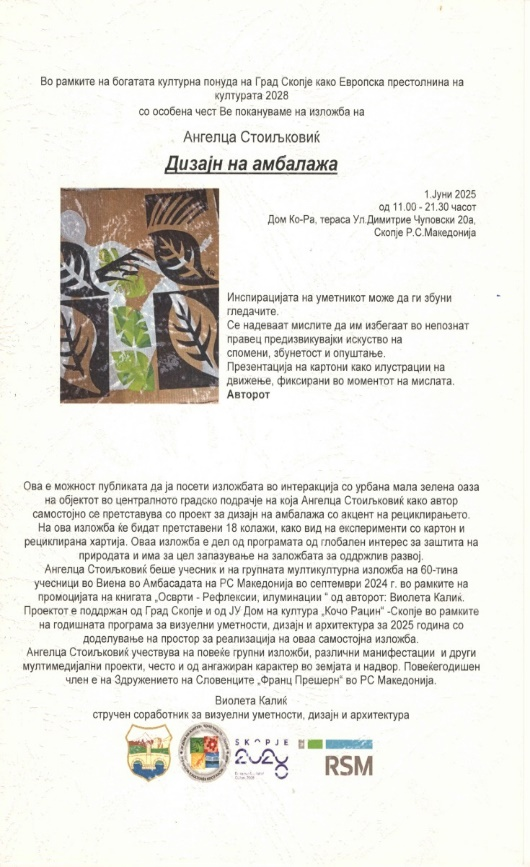 Во рамките на богатата културна понуда на Град Скопје како Европска престолнина на
културата 2028
со особена чест Ве покануваме на изложба на
Ангелца Стоиљковиќ
Дизајн на амбалажа
1.Јуни 2025
од 11.00 - 21.30 часот
Дом Ко-Ра, тераса Ул.Димитрие Чуповски 20а,
Скопје Р.С.Македонија
Инспирацијата на уметникот може да ги збуни
гледачите.
Се надеваат мислите да им избегаат во непознат
правец предизвикувајки искуство на
спомени, збунетост и опуштање.
Презентација на картони како илустрации на
движење, фиксирани во моментот на мислата.
Авторот
Ова е можност публиката да ја посети изложбата во интеракција со урбана мала зелена оаза
на објектот во централното градско подрачје на која Ангелца Стоиљковиќ како автор
самостојно се претставува со проект за дизајн на амбалажа со акцент на рециклирањето.
На ова изложба ќе бидат претставени 18 колажи, како вид на експерименти со картон и
рециклирана хартија. Оваа изложба е дел од програмата од глобален интерес за заштита на
природата и има за цел запазување на заложбата за оддржлив развој.
Ангелца Стоиљковиќ беше учесник и на групната мултикултурна изложба на 60-тина
учесници во Виена во Амбасадата на РС Македонија во септември 2024 г. во рамките на
промоцијата на книгата „Осврти - Рефлексии, илуминации “ од авторот: Виолета Калиќ.
Проектот е поддржан од Град Скопје и од ЈУ Дом на култура „Кочо Рацин“ -Скопје во рамките
на годишната програма за визуелни уметности, дизајн и архитектура за 2025 година со
доделување на простор за реализација на оваа самостојна изложба.
Ангелца Стоиљковиќ учествува на повеќе групни изложби, различни манифестации и други
мултимедијални проекти, често и од ангажиран карактер во земјата и надвор. Повеќегодишен
член е на Здружението на Словенците „Франц Прешерн“ во РС Македонија.
Виолета Калиќ
стручен соработник за визуелни уметности, дизајн и архитектура
SKOPJE
2028
RSM